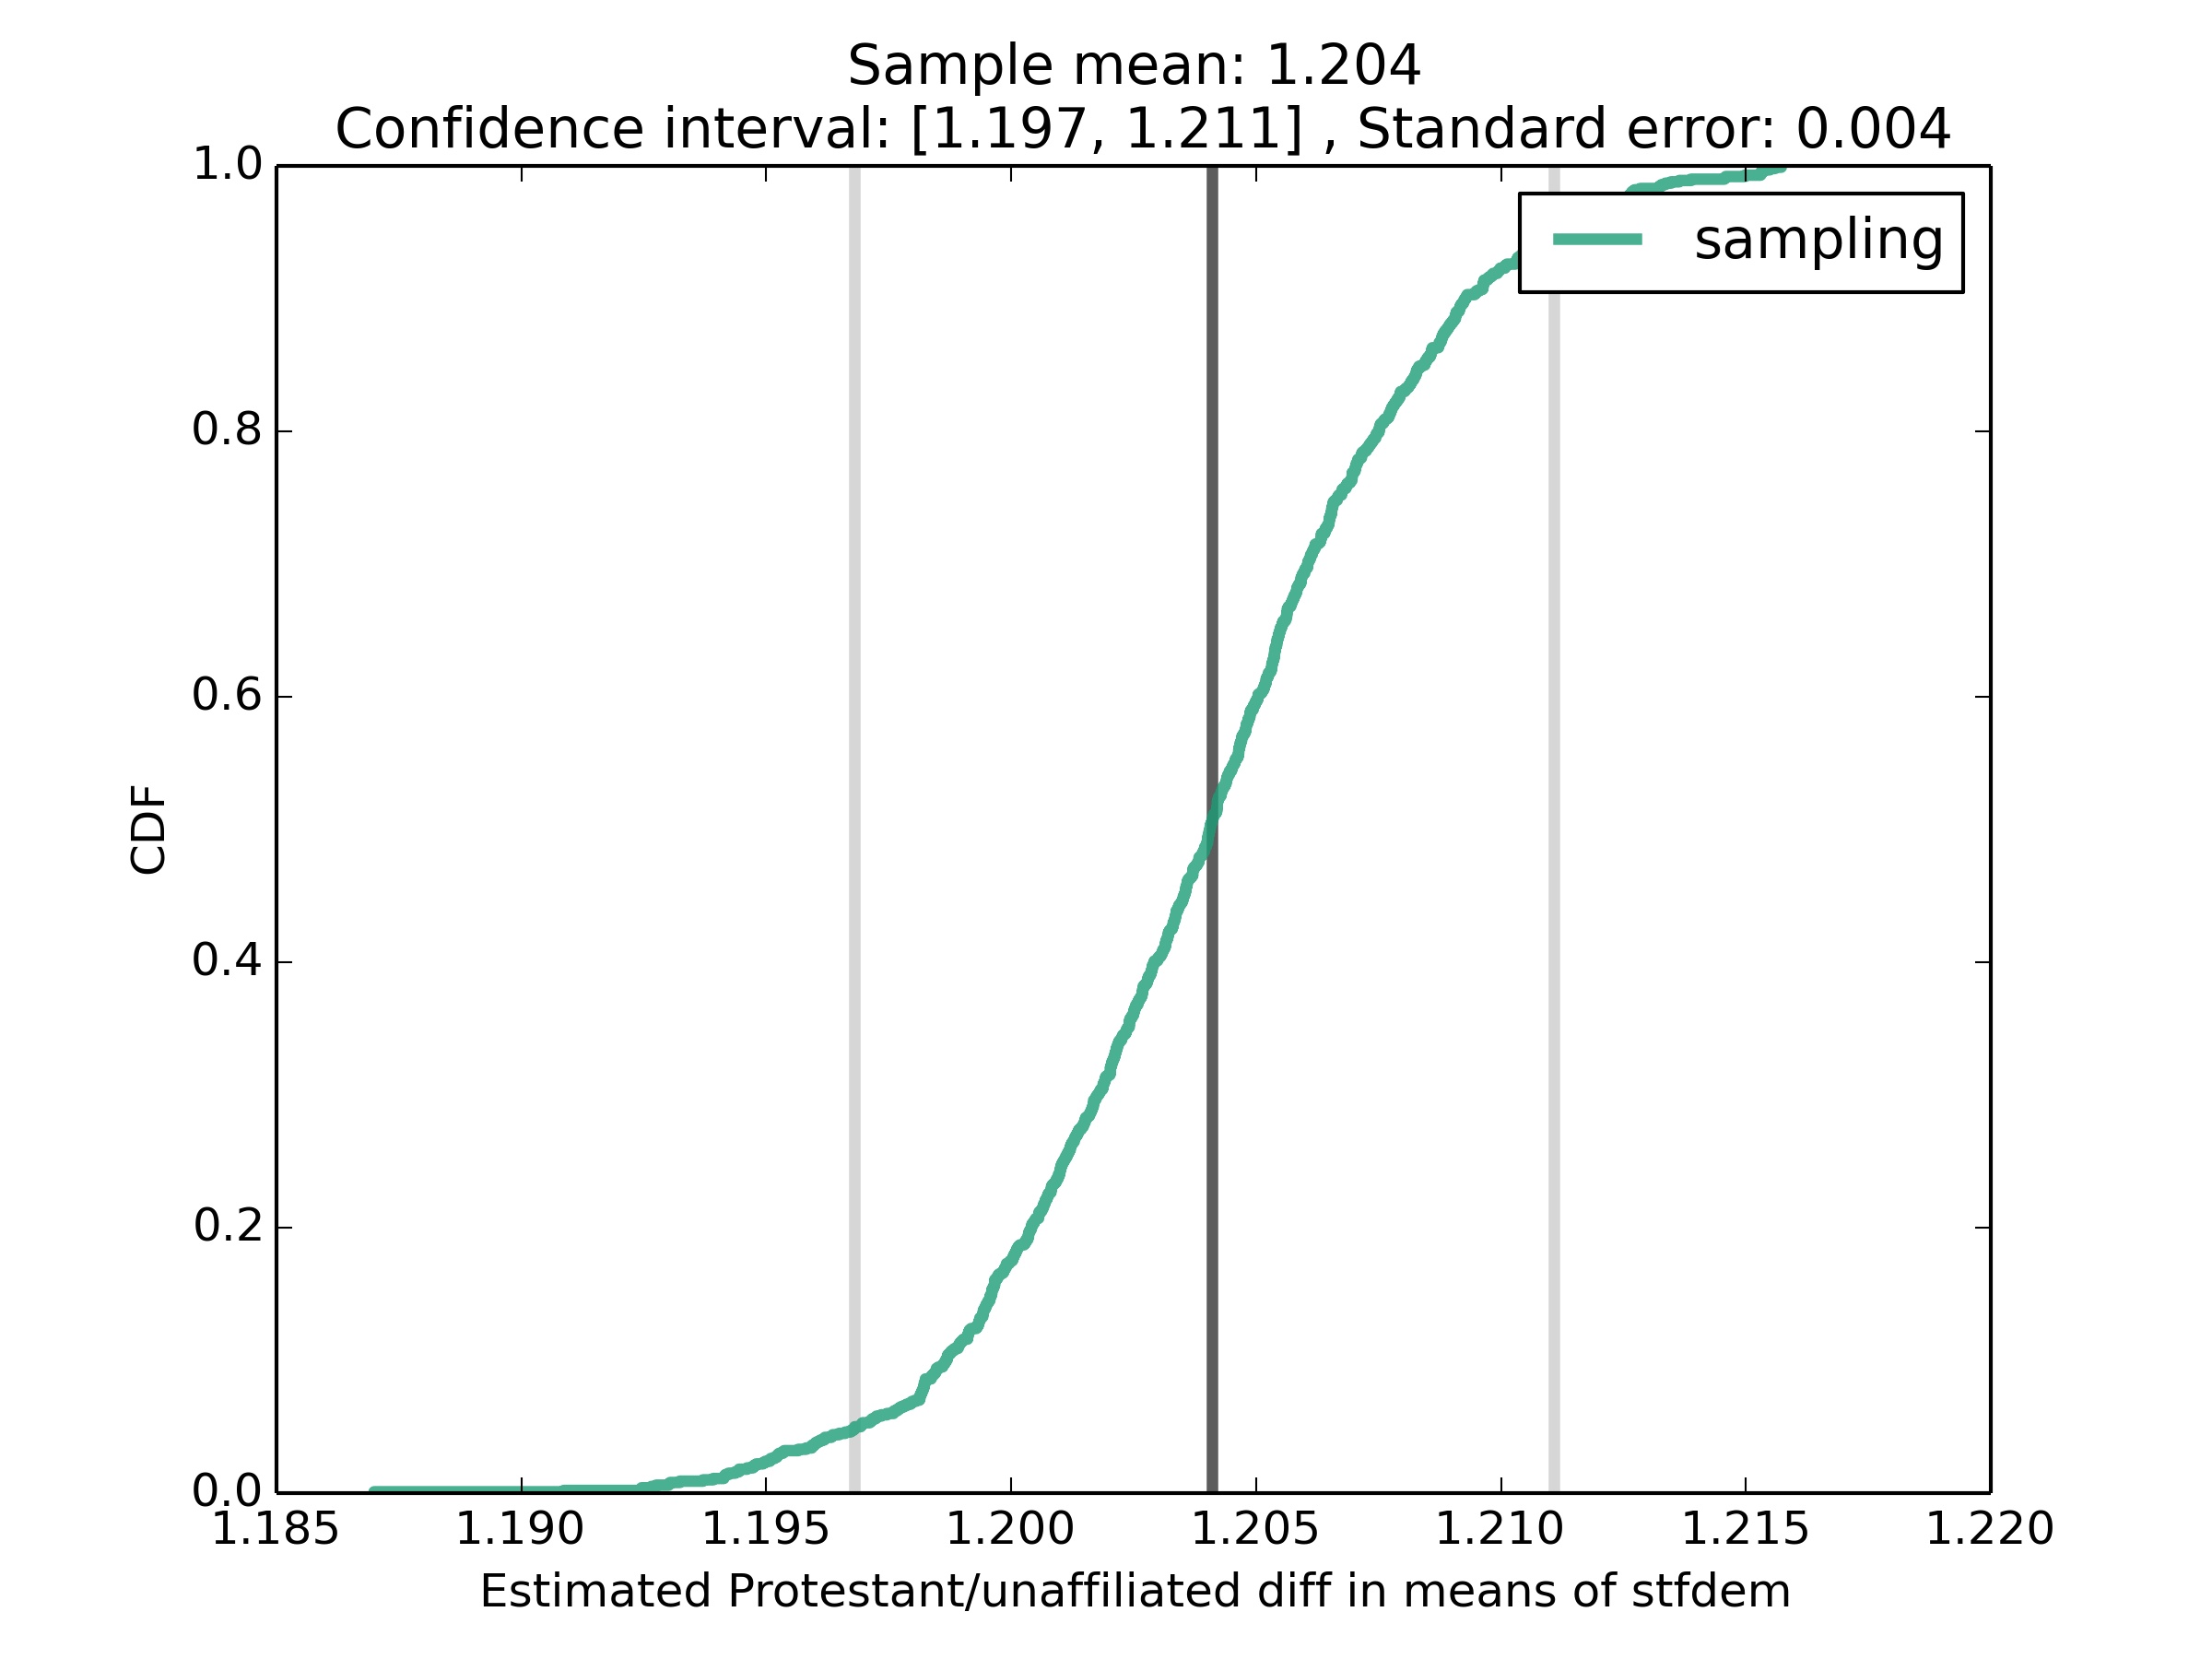 Sample mean: 1.204
Confidence interval: [1.197, 1.211] , Standard error: 0.004
1.0
sampling
0.8
0.6
CDF
0.4
0.2
0.0
1.185 1.190 1.195 1.200 1.205 1.210 1.215 1.220
Estimated Protestant/unaffiliated diff in means of stfdem